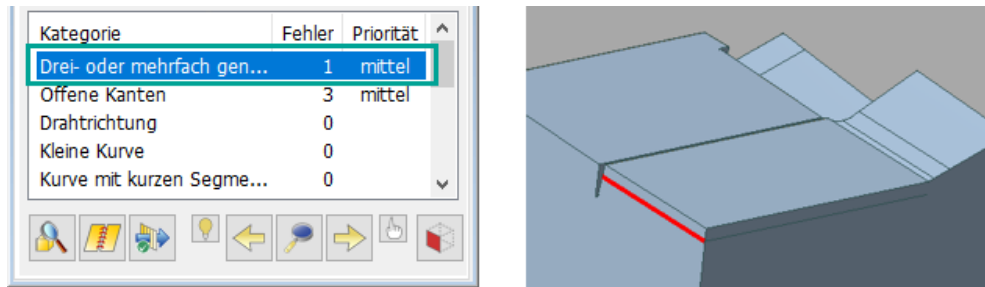 Kategorie Fehler Priorität
Drei- oder mehrfach gen... 1 mittel
Offene Kanten 3 mittel
Drahtrichtung 0
Kleine Kurve 0
Kurve mit kurzen Segme... 0